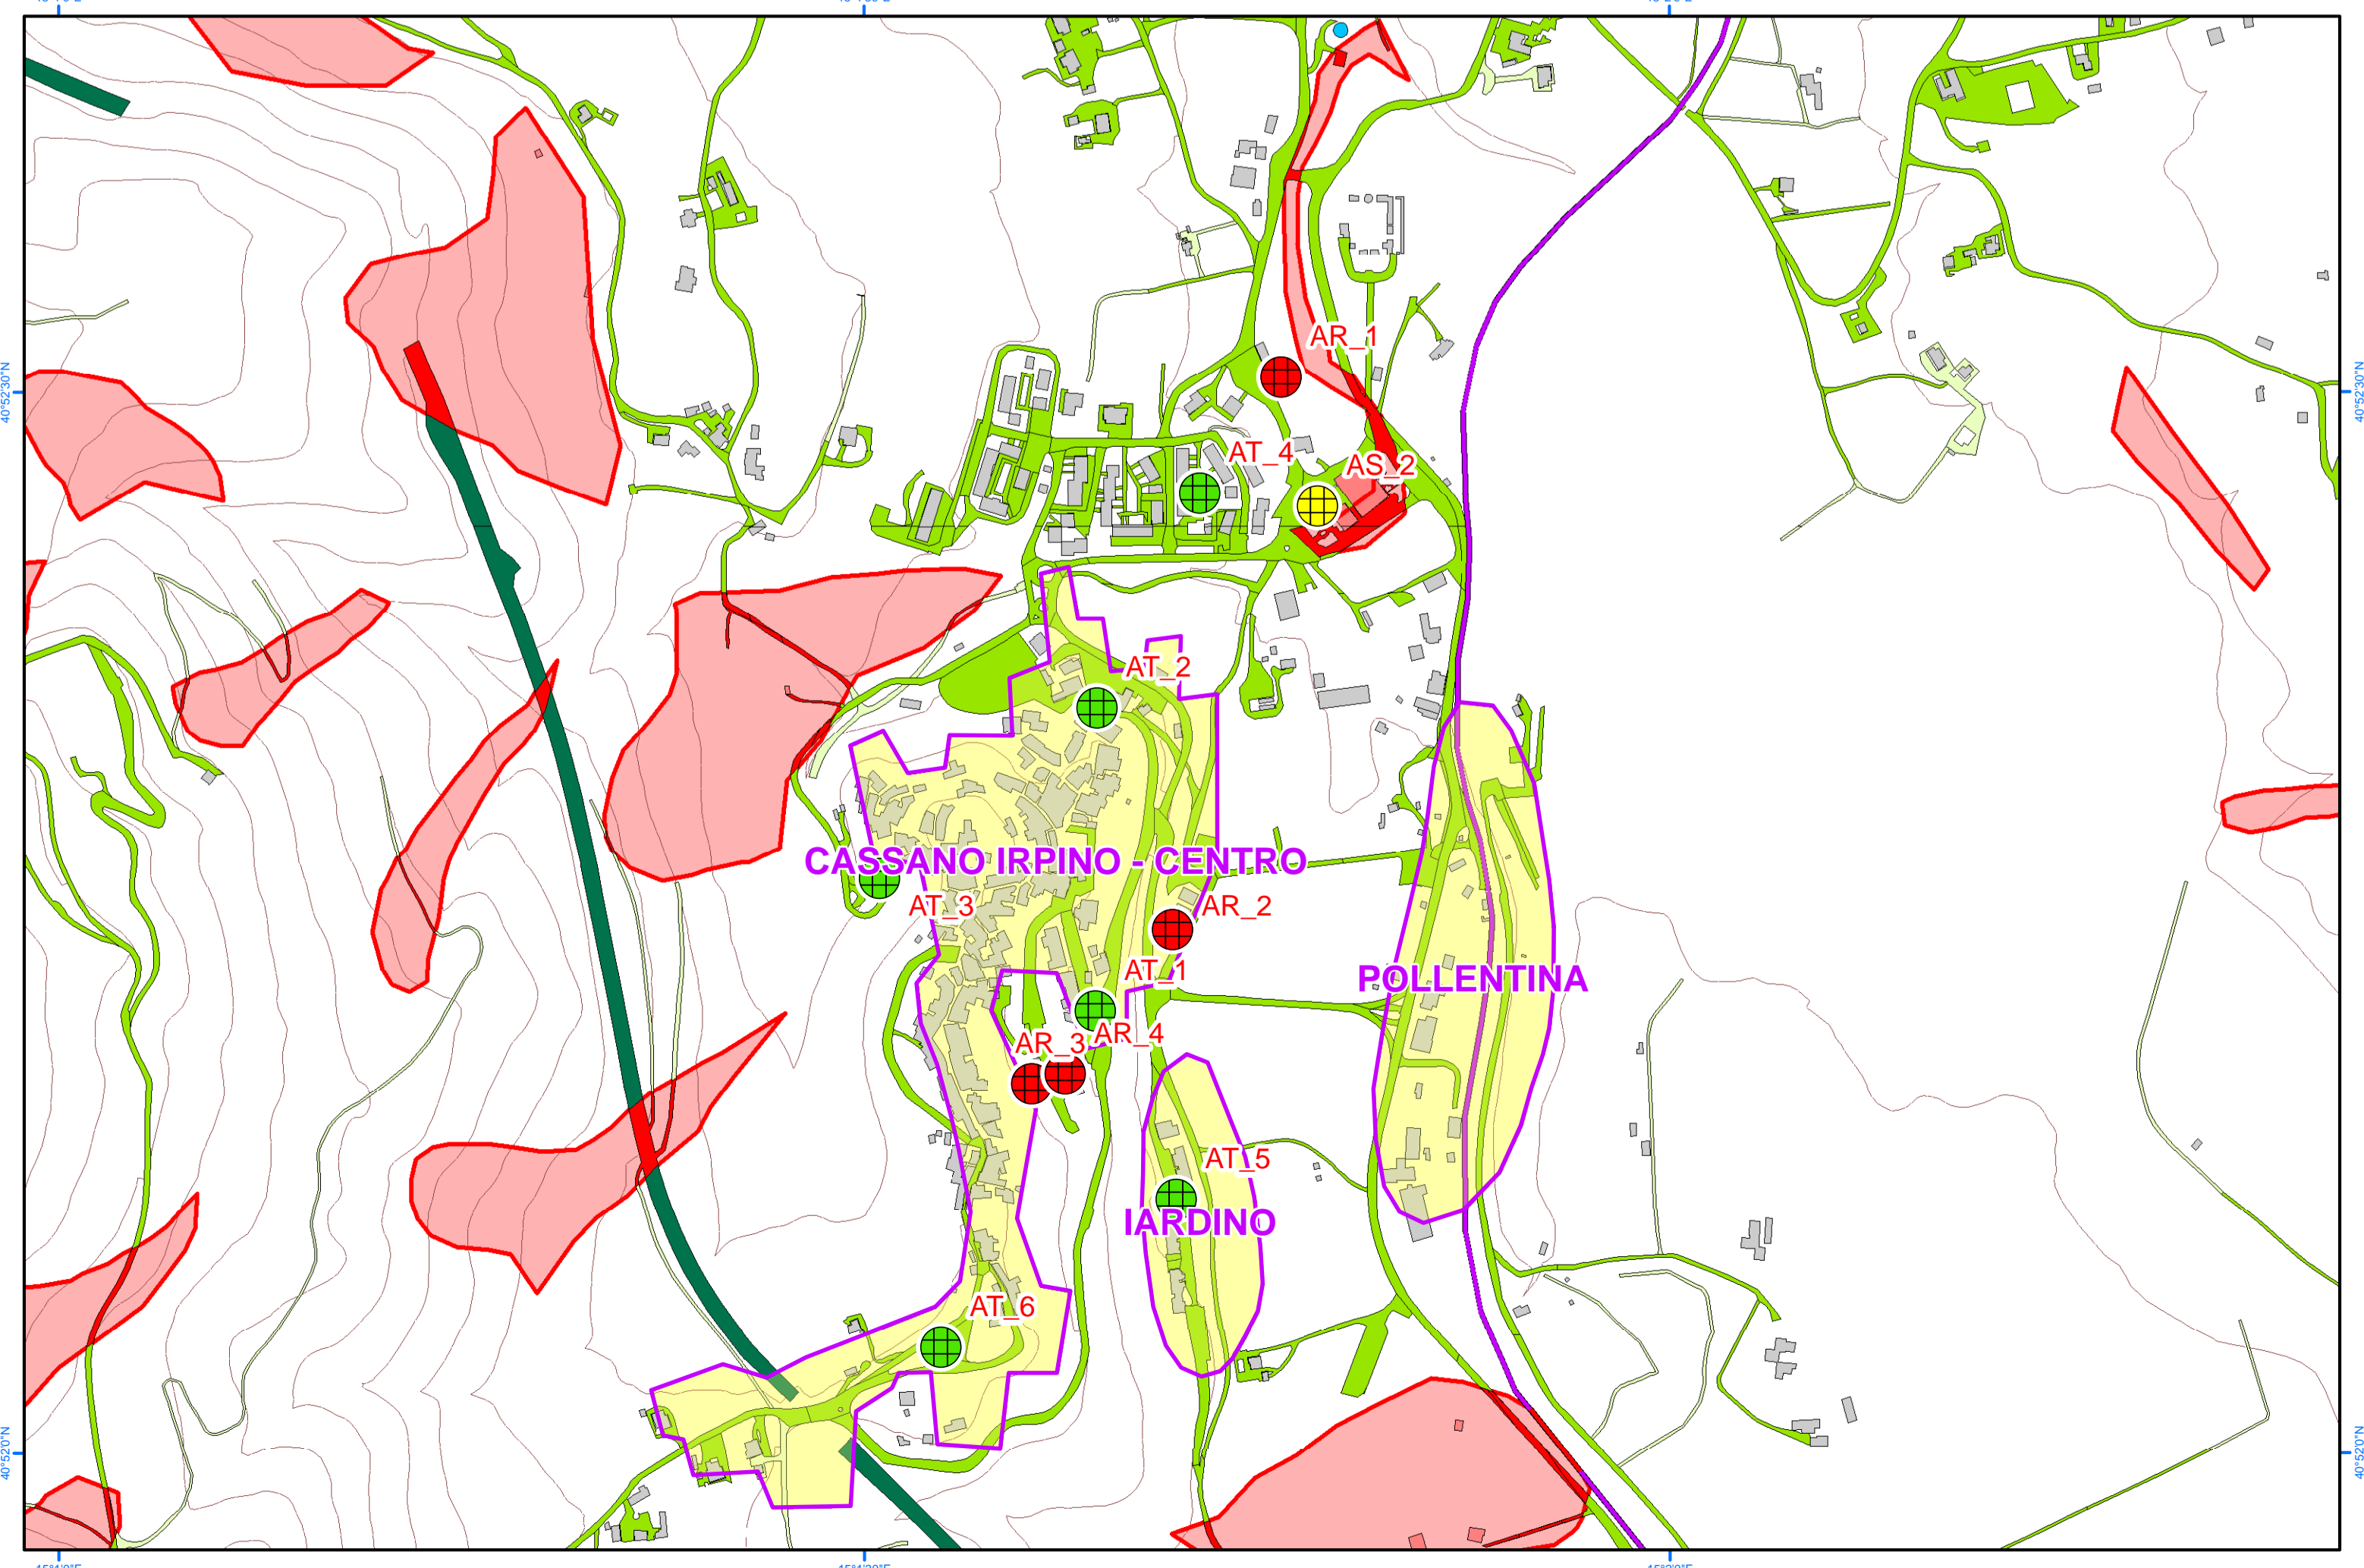 40°52'30"N
40°52'30"N
AR_1
AT_4
AS_2
AT_2
CASSANO IRPINO - CENTRO
AT_3
AR_2
AT_1
POLLENTINA
AR_3
AR_4
AT_5
IARDINO
AT_6
40°52'0"N
40°52'0"N